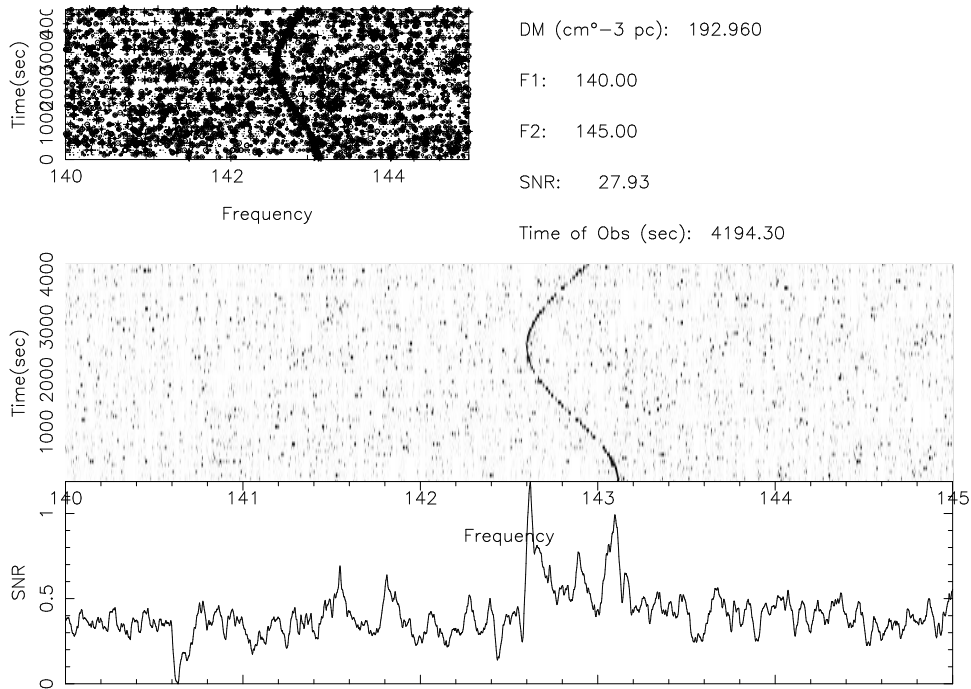 Time(sec)
0 1000 2000 3000 4000
140 142 144
Frequency
DM (cm°−3 pc): 192.960
F1: 140.00
F2: 145.00
SNR: 27.93
Time of Obs (sec): 4194.30
Time(sec)
1000 2000 3000 4000
140 141 142 143 144 145
Frequency
SNR
0 0.5 1